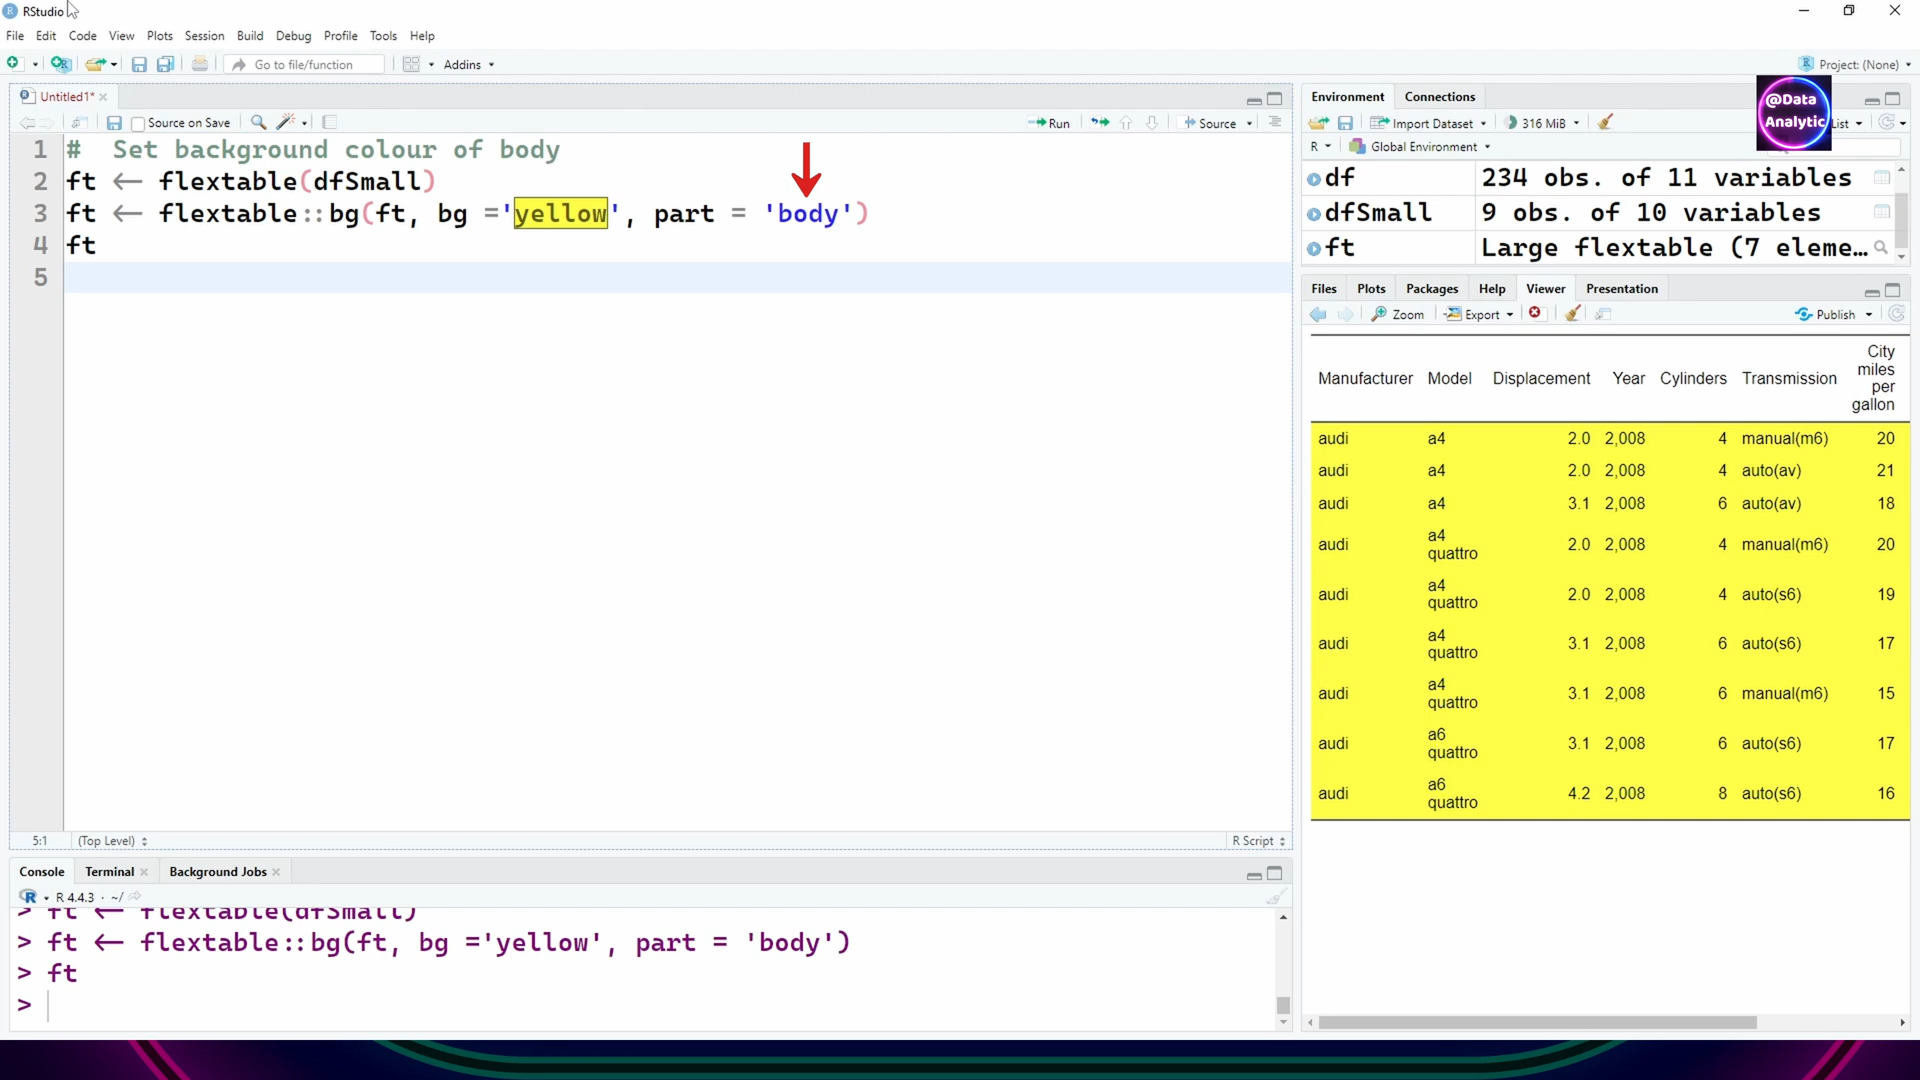 RStudio
File Edit Code View Plots Session Build Debug Profile Tools Help
Go to file/function Addins Project: (None)
Untitled1*
Source on Save Run Source
1 #  Set background colour of body
2 ft <- flextable(dfSmall)
3 ft <- flextable::bg(ft, bg ='yellow', part = 'body')
4 ft
5
5:1 (Top Level) R Script
Console Terminal Background Jobs
R 4.4.3 · ~/
> ft <- flextable(dfSmall)
> ft <- flextable::bg(ft, bg ='yellow', part = 'body')
> ft
>
Environment Connections
@Data
Analytic
Import Dataset 316 MiB List
R Global Environment
df 234 obs. of 11 variables
dfSmall 9 obs. of 10 variables
ft Large flextable (7 eleme…
Files Plots Packages Help Viewer Presentation
Zoom Export Publish
Manufacturer Model Displacement Year Cylinders Transmission City miles per gallon
audi a4 2.0 2,008 4 manual(m6) 20
audi a4 2.0 2,008 4 auto(av) 21
audi a4 3.1 2,008 6 auto(av) 18
audi a4 quattro 2.0 2,008 4 manual(m6) 20
audi a4 quattro 2.0 2,008 4 auto(s6) 19
audi a4 quattro 3.1 2,008 6 auto(s6) 17
audi a4 quattro 3.1 2,008 6 manual(m6) 15
audi a6 quattro 3.1 2,008 6 auto(s6) 17
audi a6 quattro 4.2 2,008 8 auto(s6) 16